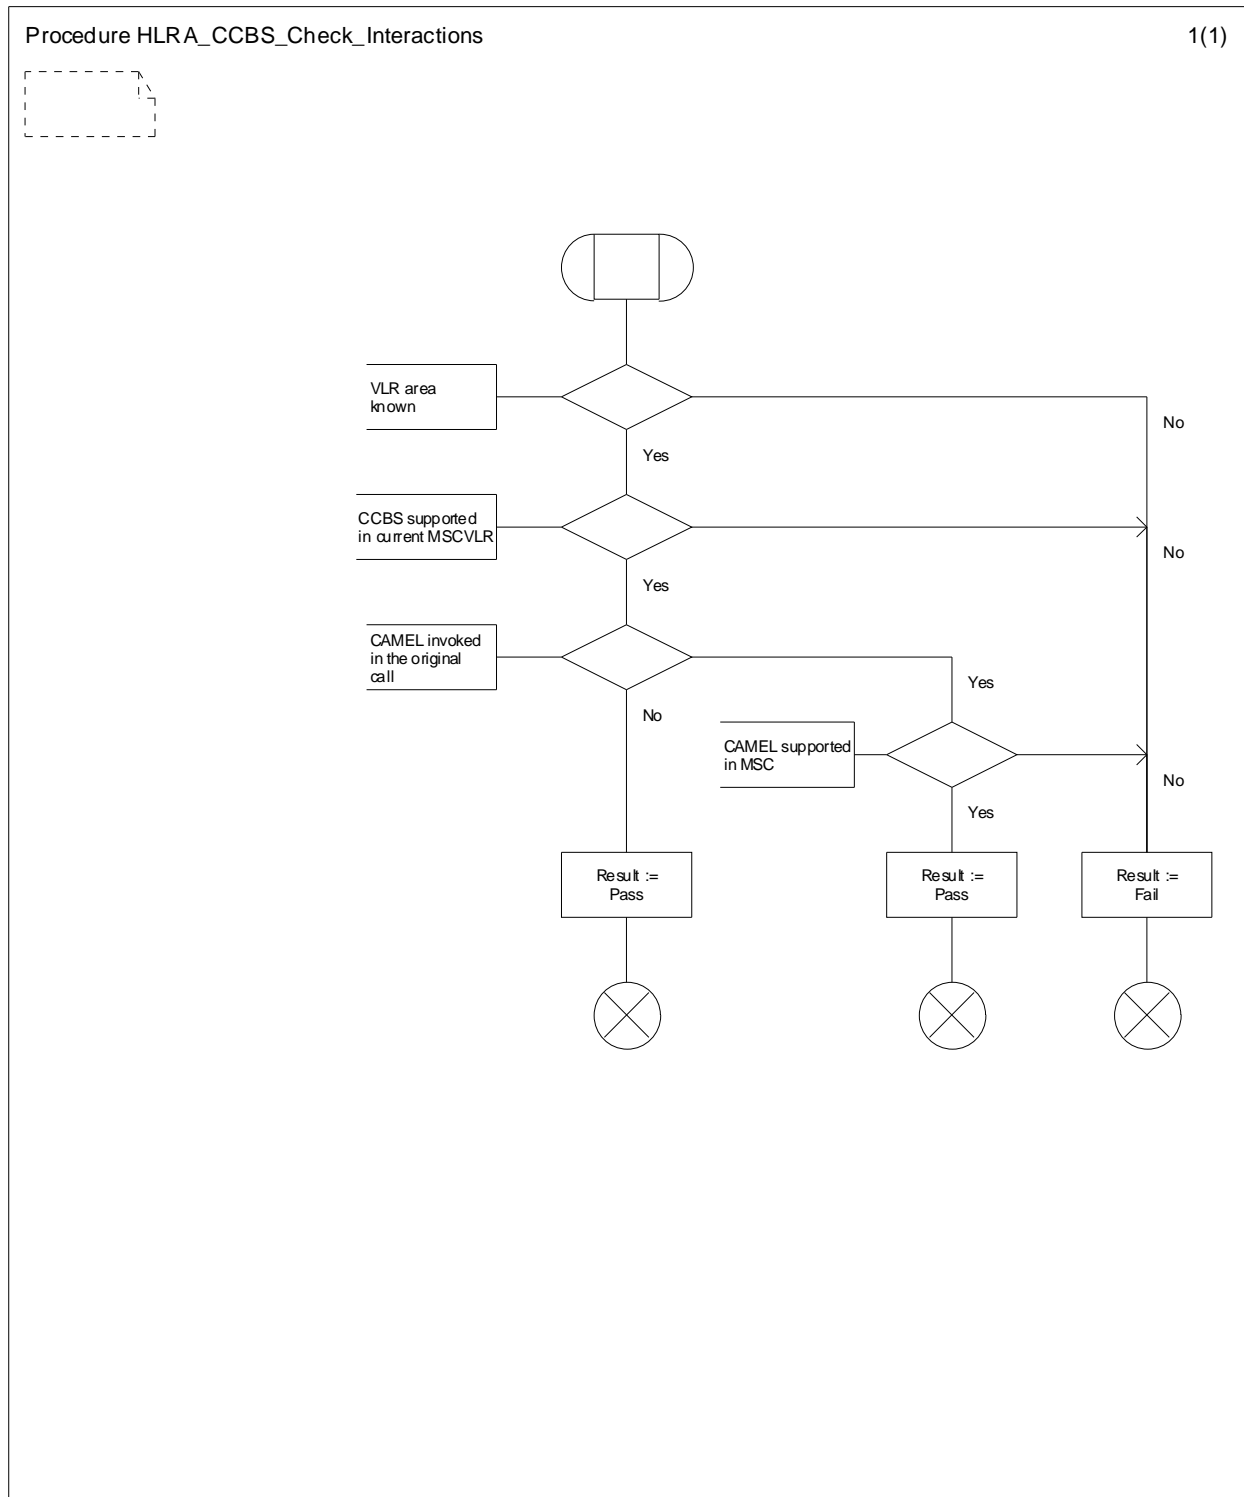 Procedure HLRA_CCBS_Check_Interactions
1(1)
VLR area
known
No
Yes
CCBS supported
in current MSCVLR
No
Yes
CAMEL invoked
in the original
call
Yes
No
CAMEL supported
in MSC
No
Yes
Result :=
Pass
Result :=
Pass
Result :=
Fail